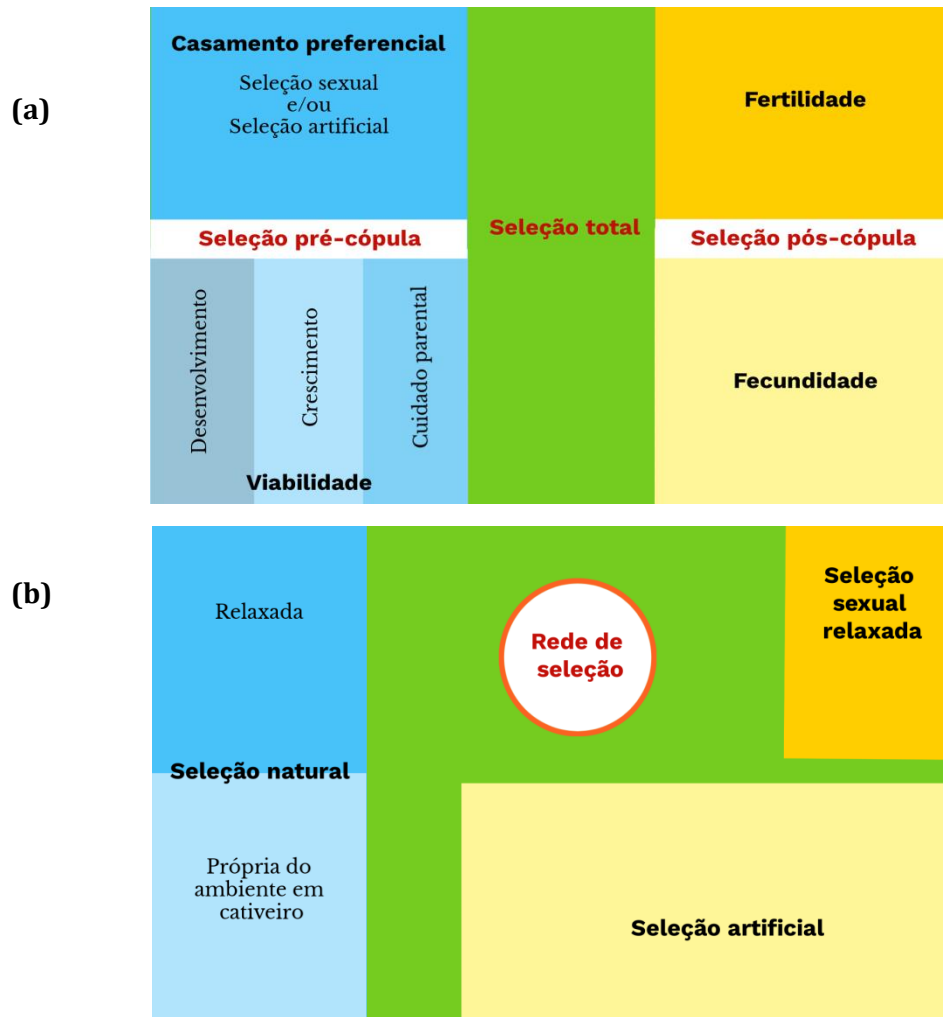 (a)
Casamento preferencial
Seleção sexual
e/ou
Seleção artificial
Fertilidade
Seleção pré-cópula
Seleção total
Seleção pós-cópula
Desenvolvimento
Crescimento
Cuidado parental
Viabilidade
Fecundidade
(b)
Relaxada
Seleção natural
Própria do
ambiente em
cativeiro
Rede de
seleção
Seleção
sexual
relaxada
Seleção artificial